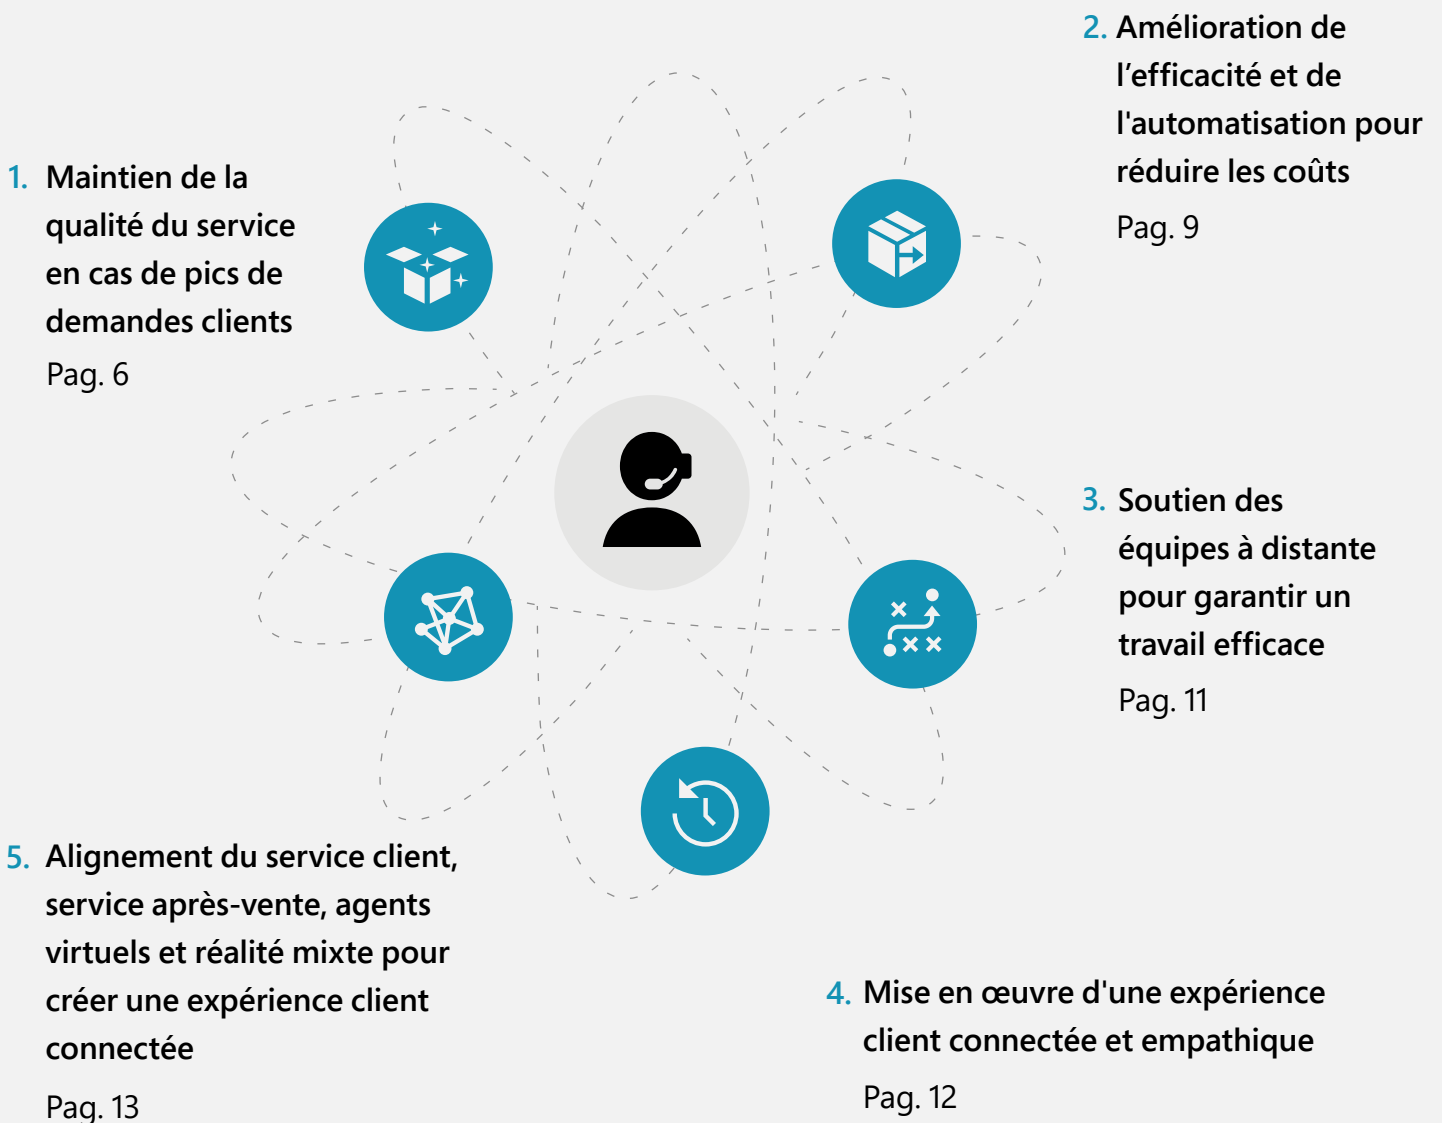 1. Maintien de la
qualité du service
en cas de pics de
demandes clients
Pag. 6
2. Amélioration de
l’efficacité et de
l'automatisation pour
réduire les coûts
Pag. 9
3. Soutien des
équipes à distante
pour garantir un
travail efficace
Pag. 11
4. Mise en œuvre d'une expérience
client connectée et empathique
Pag. 12
5. Alignement du service client,
service après-vente, agents
virtuels et réalité mixte pour
créer une expérience client
connectée
Pag. 13